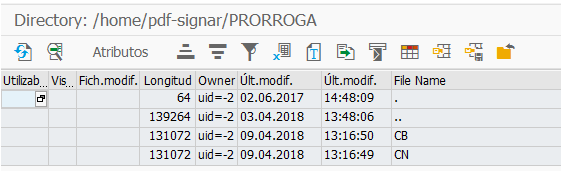 Directory: /home/pdf-signar/PRORROGA
Atributos
Utilizab... Vis... Fich.modif. Longitud Owner Últ.modif. Últ.modif. File Name
64 uid=-2 02.06.2017 14:48:09 .
139264 uid=-2 03.04.2018 13:48:06 ..
131072 uid=-2 09.04.2018 13:16:50 CB
131072 uid=-2 09.04.2018 13:16:49 CN